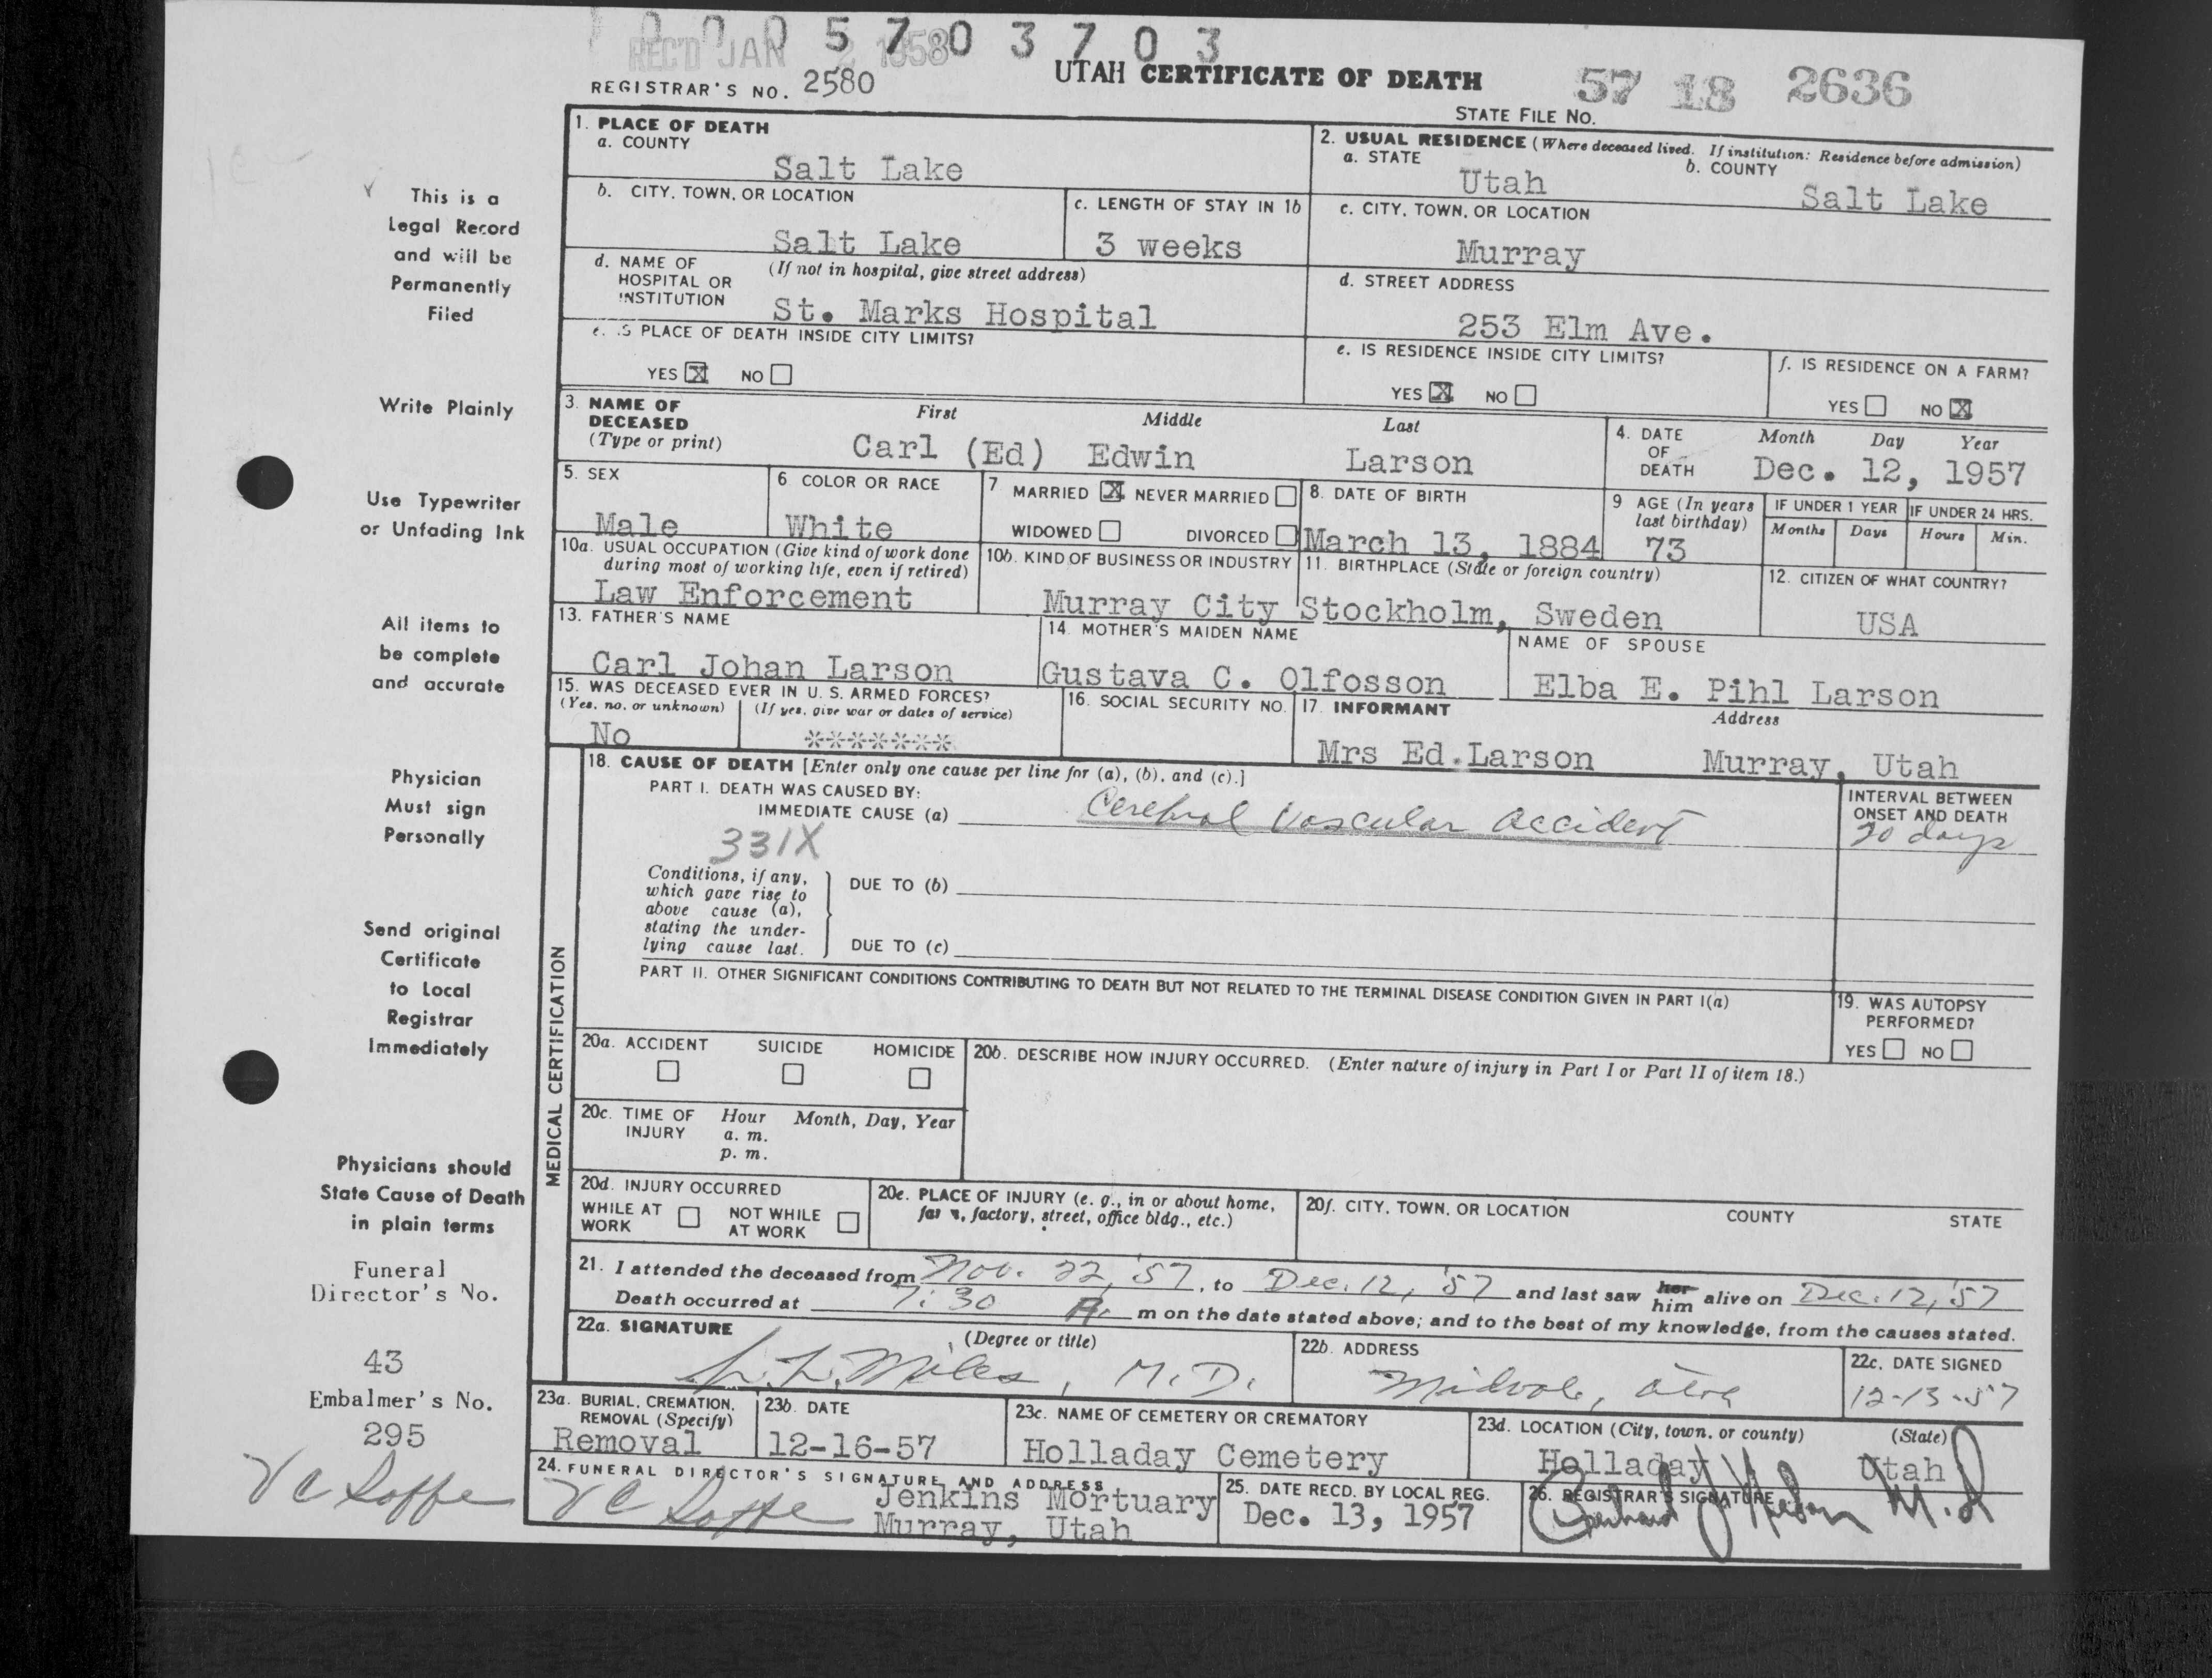 0 0 0 5 7 0 3 7 0 3
REC'D JAN 2 1958
REGISTRAR'S NO. 2580
UTAH CERTIFICATE OF DEATH
57 18 2636
STATE FILE No.
This is a
Legal Record
and will be
Permanently
Filed
Write Plainly
Use Typewriter
or Unfading Ink
All items to
be complete
and accurate
Physician
Must sign
Personally
Send original
Certificate
to Local
Registrar
Immediately
Physicians should
State Cause of Death
in plain terms
Funeral
Director's No.
43
Embalmer's No.
295
1. PLACE OF DEATH
a. COUNTY
Salt Lake
b. CITY, TOWN, OR LOCATION
Salt Lake
c. LENGTH OF STAY IN 1b
3 weeks
d. NAME OF
HOSPITAL OR
INSTITUTION
(If not in hospital, give street address)
St. Marks Hospital
e. IS PLACE OF DEATH INSIDE CITY LIMITS?
YES X NO
2. USUAL RESIDENCE (Where deceased lived. If institution: Residence before admission)
a. STATE
Utah
b. COUNTY
Salt Lake
c. CITY, TOWN, OR LOCATION
Murray
d. STREET ADDRESS
253 Elm Ave.
e. IS RESIDENCE INSIDE CITY LIMITS?
YES X NO
f. IS RESIDENCE ON A FARM?
YES NO X
3. NAME OF
DECEASED
(Type or print)
First Middle Last
Carl (Ed) Edwin Larson
4. DATE
OF
DEATH
Month Day Year
Dec. 12, 1957
5. SEX
Male
6 COLOR OR RACE
White
7 MARRIED X NEVER MARRIED
WIDOWED DIVORCED
8. DATE OF BIRTH
March 13, 1884
9 AGE (In years
last birthday)
73
IF UNDER 1 YEAR
Months Days
IF UNDER 24 HRS.
Hours Min.
10a. USUAL OCCUPATION (Give kind of work done
during most of working life, even if retired)
Law Enforcement
10b. KIND OF BUSINESS OR INDUSTRY
Murray City
11. BIRTHPLACE (State or foreign country)
Stockholm, Sweden
12. CITIZEN OF WHAT COUNTRY?
USA
13. FATHER'S NAME
Carl Johan Larson
14. MOTHER'S MAIDEN NAME
Gustava C. Olfosson
NAME OF SPOUSE
Elba E. Pihl Larson
15. WAS DECEASED EVER IN U. S. ARMED FORCES?
(Yes, no, or unknown) (If yes, give war or dates of service)
No *******
16. SOCIAL SECURITY NO.
17. INFORMANT
Address
Mrs Ed.Larson Murray, Utah
MEDICAL CERTIFICATION
18. CAUSE OF DEATH [Enter only one cause per line for (a), (b), and (c).]
PART I. DEATH WAS CAUSED BY:
IMMEDIATE CAUSE (a) Cerebral Vascular Accident
INTERVAL BETWEEN
ONSET AND DEATH
20 days
331X
Conditions, if any,
which gave rise to
above cause (a),
stating the under-
lying cause last.
DUE TO (b)
DUE TO (c)
PART II. OTHER SIGNIFICANT CONDITIONS CONTRIBUTING TO DEATH BUT NOT RELATED TO THE TERMINAL DISEASE CONDITION GIVEN IN PART I(a)
19. WAS AUTOPSY
PERFORMED?
YES NO
20a. ACCIDENT SUICIDE HOMICIDE
20b. DESCRIBE HOW INJURY OCCURRED. (Enter nature of injury in Part I or Part II of item 18.)
20c. TIME OF
INJURY
Hour Month, Day, Year
a. m.
p. m.
20d. INJURY OCCURRED
WHILE AT
WORK
NOT WHILE
AT WORK
20e. PLACE OF INJURY (e. g., in or about home,
farm, factory, street, office bldg., etc.)
20f. CITY, TOWN, OR LOCATION COUNTY STATE
21. I attended the deceased from Nov. 22, '57, to Dec. 12, '57 and last saw her him alive on Dec. 12, '57
Death occurred at 7:30 A. m on the date stated above; and to the best of my knowledge, from the causes stated.
22a. SIGNATURE (Degree or title)
Miles, M.D.
22b. ADDRESS
Midvale, Utah
22c. DATE SIGNED
12-13-57
23a. BURIAL, CREMATION,
REMOVAL (Specify)
Removal
23b. DATE
12-16-57
23c. NAME OF CEMETERY OR CREMATORY
Holladay Cemetery
23d. LOCATION (City, town, or county) (State)
Holladay Utah
24. FUNERAL DIRECTOR'S SIGNATURE AND ADDRESS
Jenkins Mortuary
Murray, Utah
25. DATE RECD. BY LOCAL REG.
Dec. 13, 1957
26. REGISTRAR'S SIGNATURE
M.D